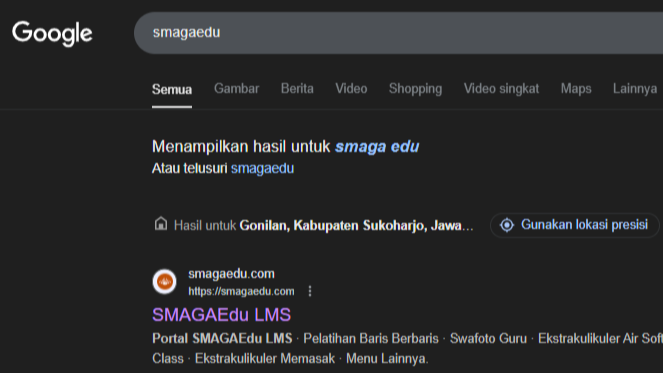 Google
smagaedu
Semua Gambar Berita Video Shopping Video singkat Maps Lainnya
Menampilkan hasil untuk smaga edu
Atau telusuri smagaedu
Hasil untuk Gonilan, Kabupaten Sukoharjo, Jawa... Gunakan lokasi presisi
smagaedu.com
https://smagaedu.com
SMAGAEdu LMS
Portal SMAGAEdu LMS · Pelatihan Baris Berbaris · Swafoto Guru · Ekstrakulikuler Air Soft
Class · Ekstrakulikuler Memasak · Menu Lainnya.